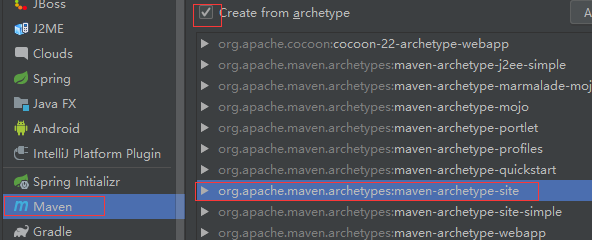 JBoss
J2ME
Clouds
Spring
Java FX
Android
IntelliJ Platform Plugin
Spring Initializr
Maven
Gradle
Create from archetype
A
org.apache.cocoon:cocoon-22-archetype-webapp
org.apache.maven.archetypes:maven-archetype-j2ee-simple
org.apache.maven.archetypes:maven-archetype-marmalade-mojo
org.apache.maven.archetypes:maven-archetype-mojo
org.apache.maven.archetypes:maven-archetype-portlet
org.apache.maven.archetypes:maven-archetype-profiles
org.apache.maven.archetypes:maven-archetype-quickstart
org.apache.maven.archetypes:maven-archetype-site
org.apache.maven.archetypes:maven-archetype-site-simple
org.apache.maven.archetypes:maven-archetype-webapp